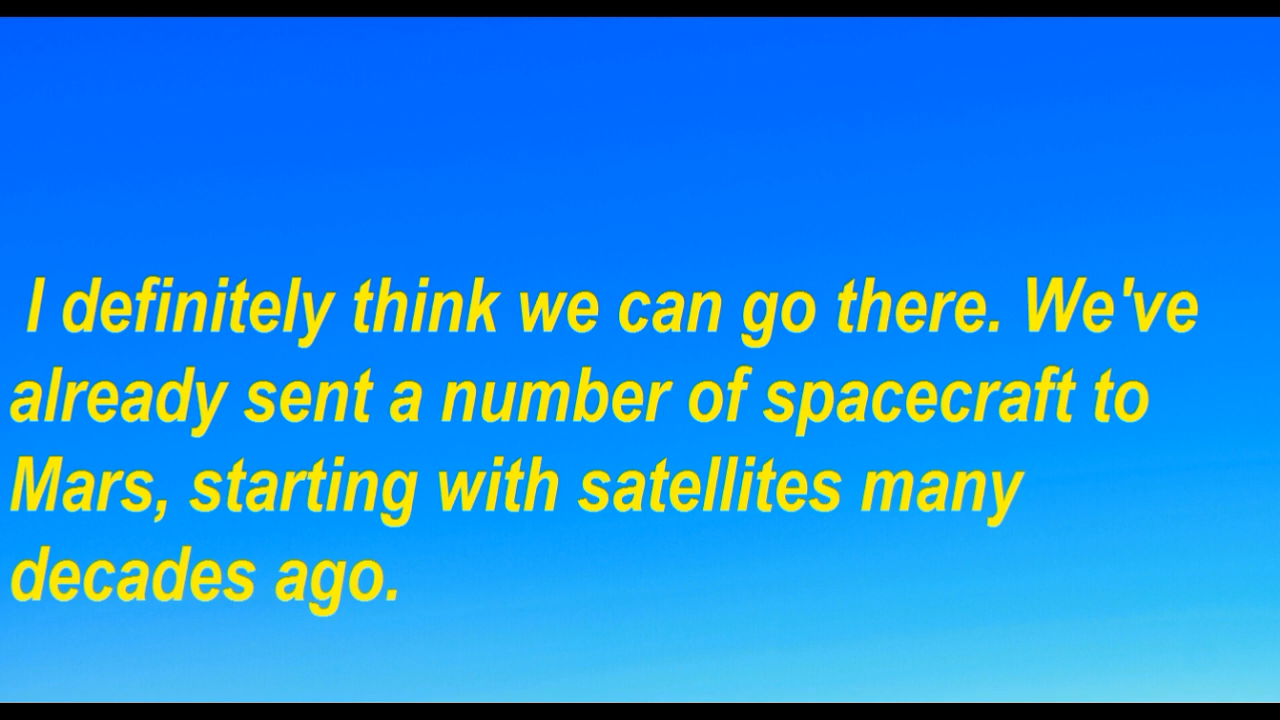 I definitely think we can go there. We've
already sent a number of spacecraft to
Mars, starting with satellites many
decades ago.